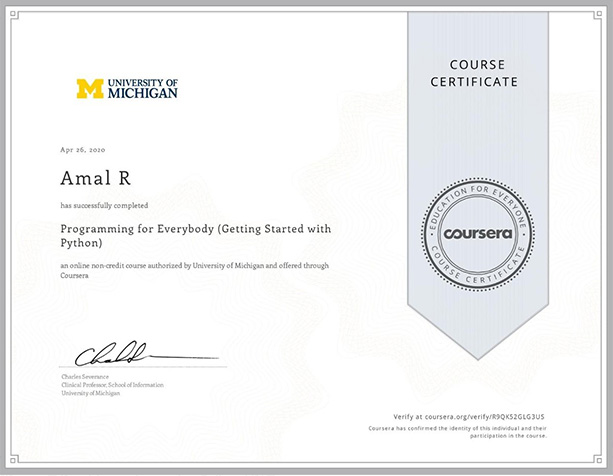 UNIVERSITY OF
MICHIGAN
COURSE
CERTIFICATE
Apr 26, 2020
Amal R
has successfully completed
Programming for Everybody (Getting Started with
Python)
an online non-credit course authorized by University of Michigan and offered through
Coursera
EDUCATION FOR EVERYONE
coursera
COURSE CERTIFICATE
Charles Severance
Clinical Professor, School of Information
University of Michigan
Verify at coursera.org/verify/R9QKS2GLG3US
Coursera has confirmed the identity of this individual and their
participation in the course.